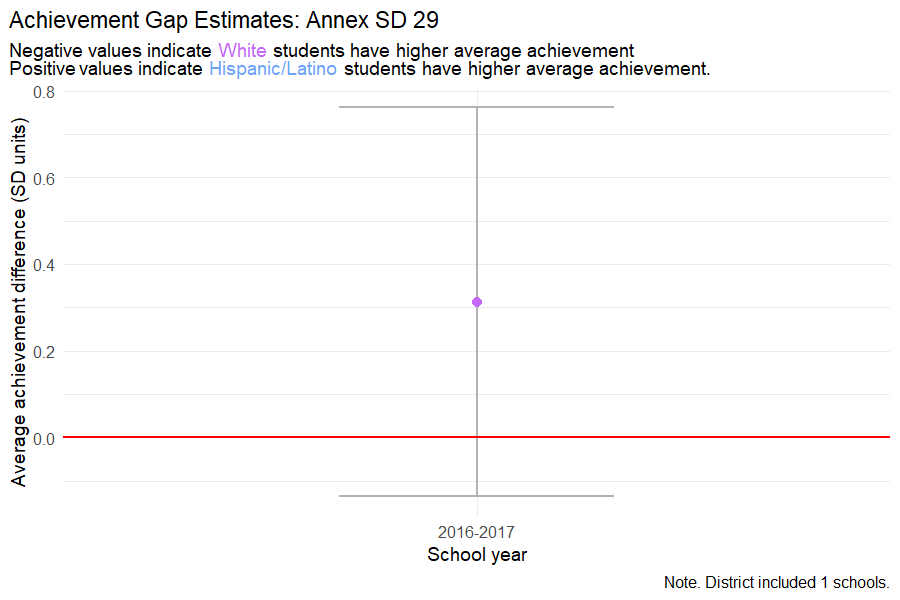 Achievement Gap Estimates: Annex SD 29
Negative values indicate White students have higher average achievement
Positive values indicate Hispanic/Latino students have higher average achievement.
Average achievement difference (SD units)
0.8
0.6
0.4
0.2
0.0
2016-2017
School year
Note. District included 1 schools.